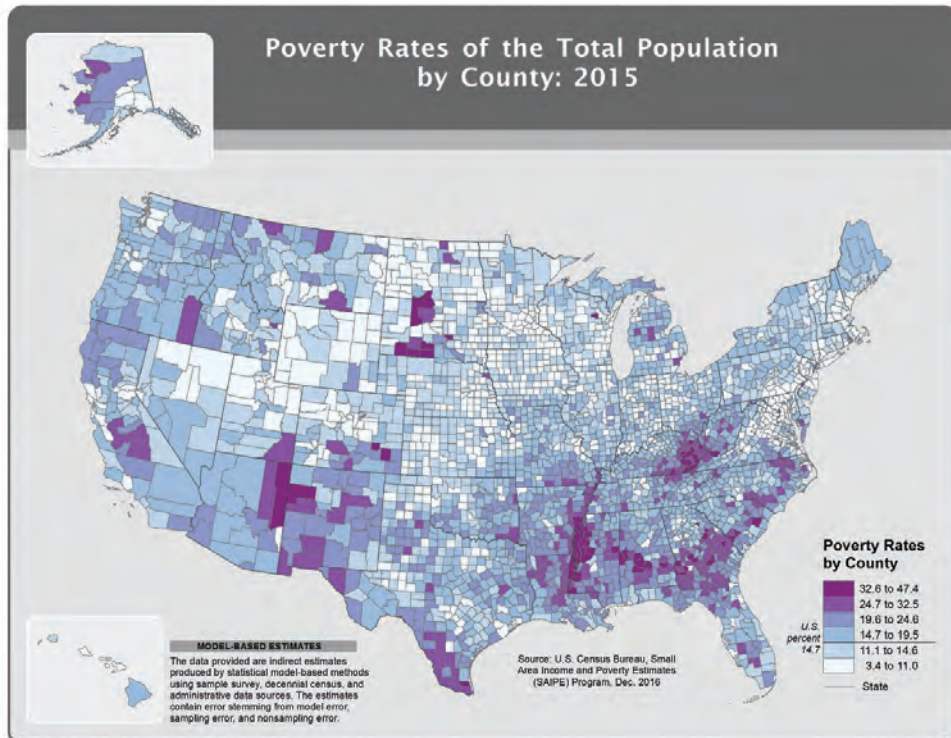 Poverty Rates of the Total Population
by County: 2015
MODEL-BASED ESTIMATES
The data provided are indirect estimates
produced by statistical model-based methods
using sample survey, decennial census, and
administrative data sources. The estimates
contain error stemming from model error,
sampling error, and nonsampling error.
Source: U.S. Census Bureau, Small
Area Income and Poverty Estimates
(SAIPE) Program, Dec. 2016
Poverty Rates
by County
32.6 to 47.4
24.7 to 32.5
19.6 to 24.6
14.7 to 19.5
U.S.
percent
14.7
11.1 to 14.6
3.4 to 11.0
State